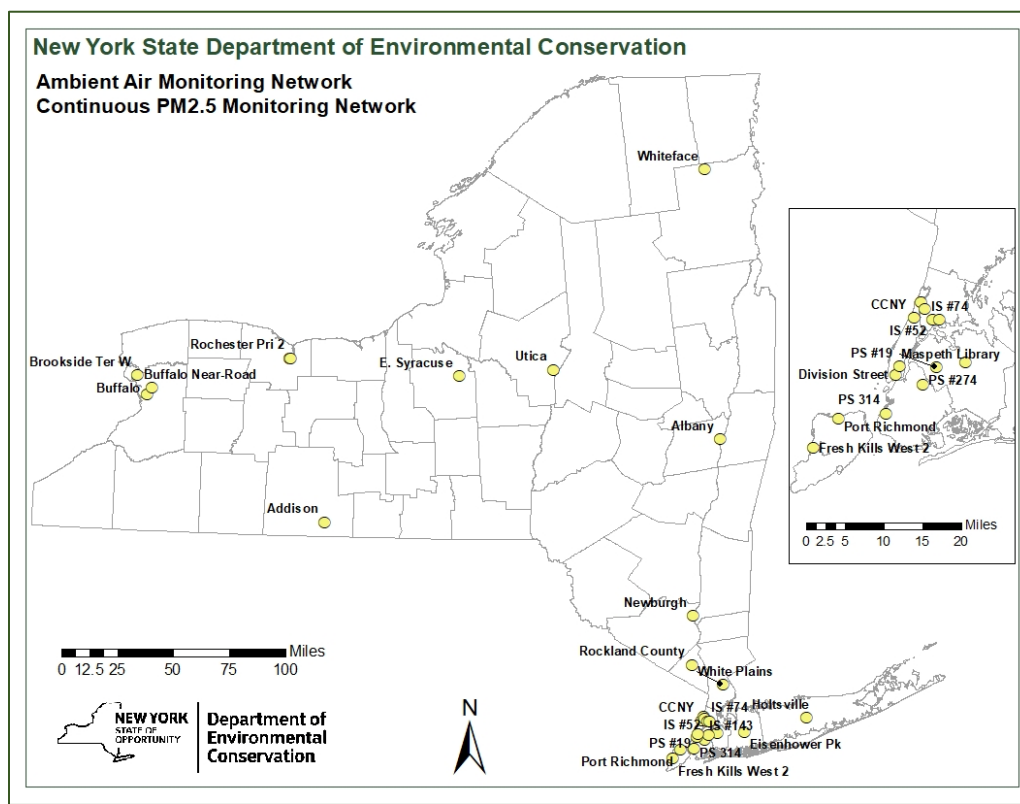 New York State Department of Environmental Conservation
Ambient Air Monitoring Network
Continuous PM2.5 Monitoring Network
Whiteface
Rochester Pri 2
Brookside Ter W
Buffalo Near-Road
Buffalo
E. Syracuse
Utica
Albany
Addison
Newburgh
Rockland County
White Plains
CCNY
IS #74
Holtsville
IS #52
IS #143
PS #19
PS 314
Eisenhower Pk
Port Richmond
Fresh Kills West 2
CCNY
IS #74
IS #52
PS #19
Maspeth Library
Division Street
PS #274
PS 314
Port Richmond
Fresh Kills West 2
Miles
0 2.5 5 10 15 20
Miles
0 12.5 25 50 75 100
N
NEW YORK
STATE OF
OPPORTUNITY
Department of
Environmental
Conservation